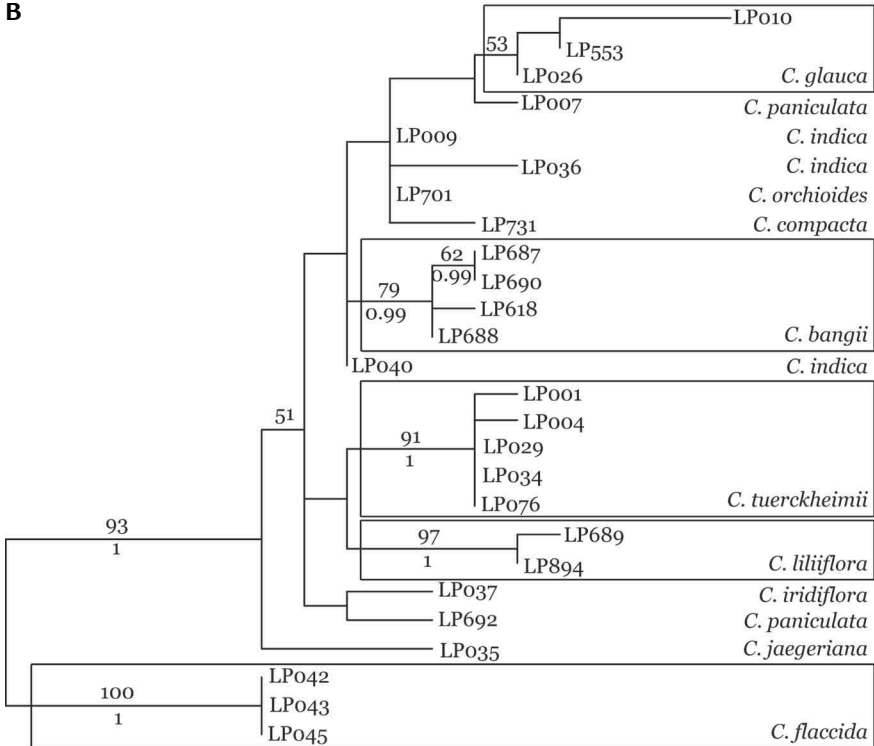 B
LP010
53
LP553
LP026
C. glauca
LP007 C. paniculata
LP009 C. indica
LP036 C. indica
LP701 C. orchioides
LP731 C. compacta
62 LP687
79 0.99 LP690
0.99 LP618
LP688 C. bangii
LP040 C. indica
LP001
51 LP004
91 LP029
1 LP034
LP076 C. tuerckheimii
93 97 LP689
1 1 LP894 C. liliiflora
LP037 C. iridiflora
LP692 C. paniculata
LP035 C. jaegeriana
LP042
100 LP043
1 LP045 C. flaccida